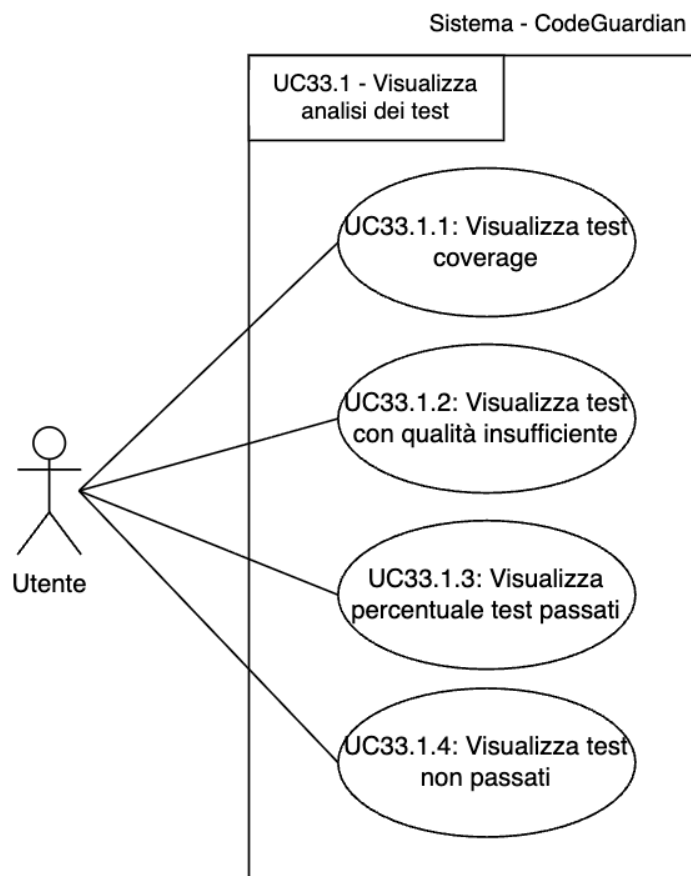 Sistema - CodeGuardian
UC33.1 - Visualizza
analisi dei test
UC33.1.1: Visualizza test
coverage
UC33.1.2: Visualizza test
con qualità insufficiente
Utente
UC33.1.3: Visualizza
percentuale test passati
UC33.1.4: Visualizza test
non passati